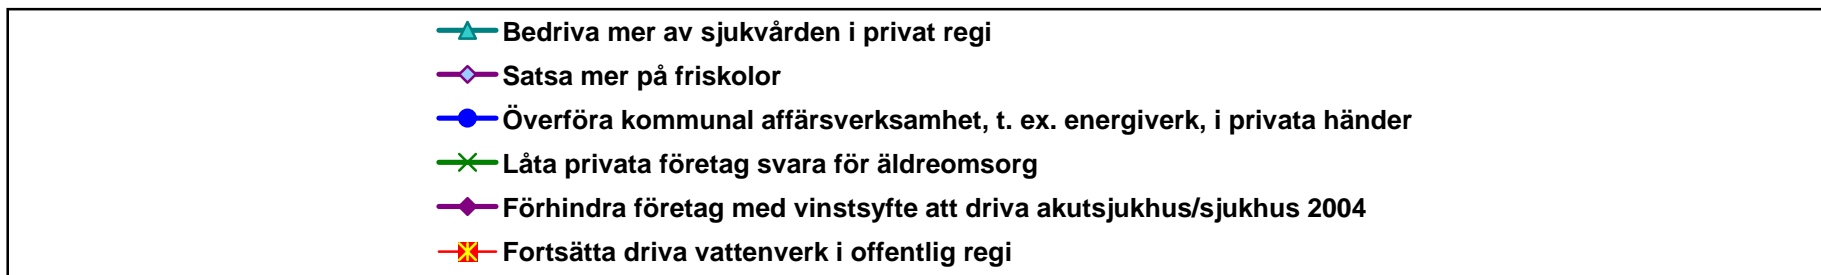 Bedriva mer av sjukvården i privat regi
Satsa mer på friskolor
Överföra kommunal affärsverksamhet, t. ex. energiverk, i privata händer
Låta privata företag svara för äldreomsorg
Förhindra företag med vinstsyfte att driva akutsjukhus/sjukhus 2004
Fortsätta driva vattenverk i offentlig regi